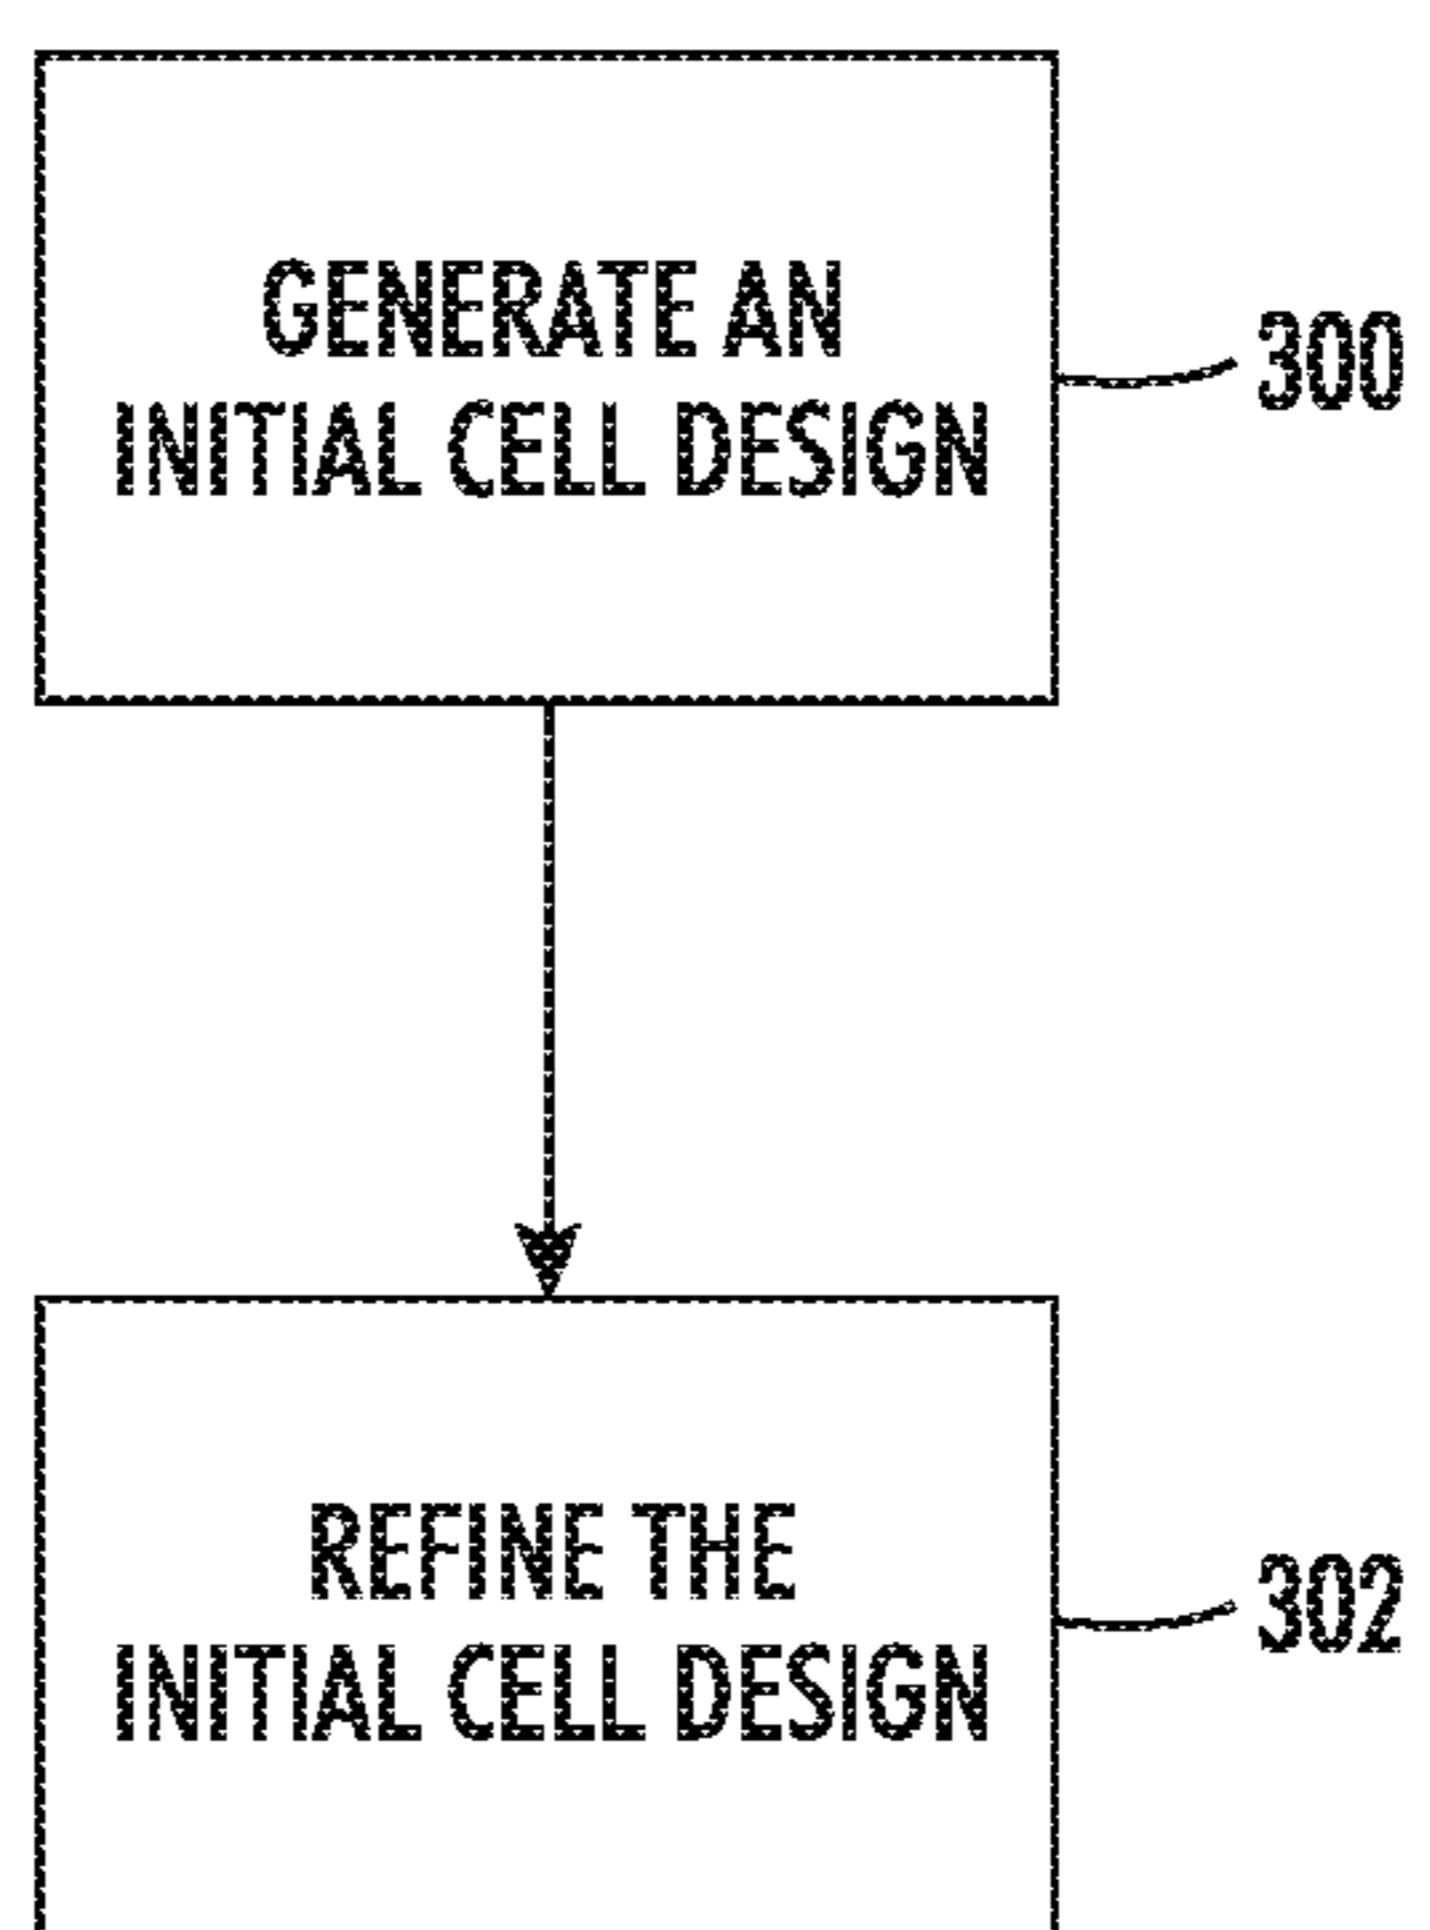 GENERATE AN
INITIAL CELL DESIGN
300
REFINE THE
INITIAL CELL DESIGN
302